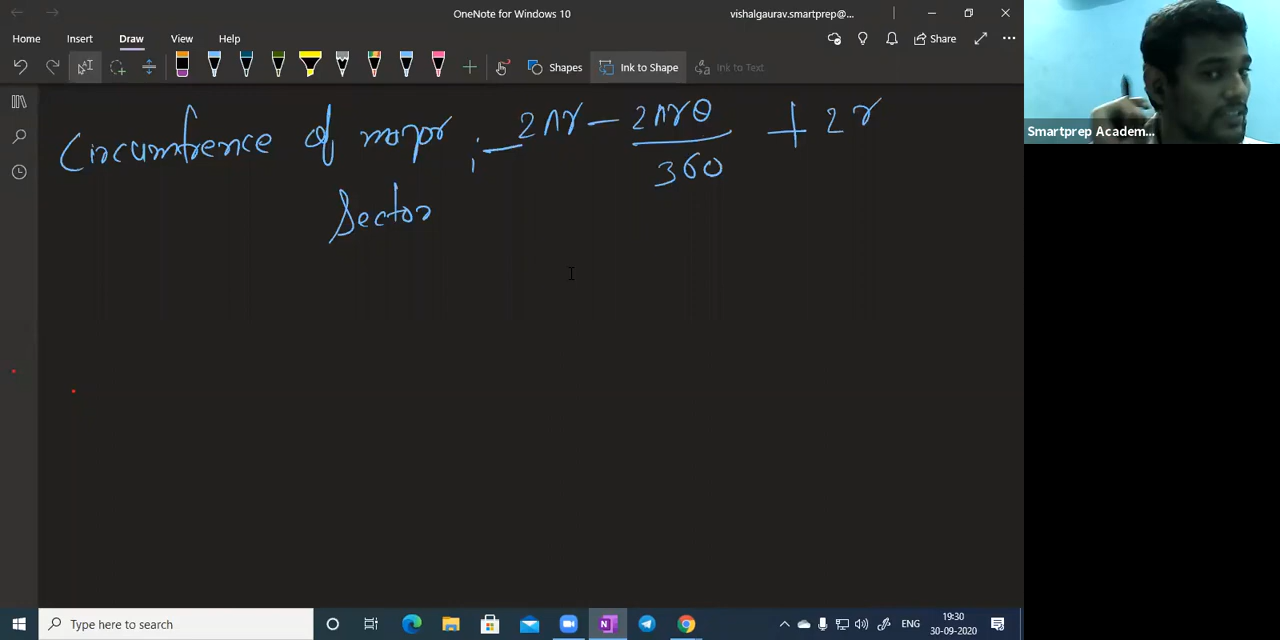 OneNote for Windows 10
vishalgaurav.smartprep@...
Home Insert Draw View Help
Share
Shapes
Ink to Shape
Ink to Text
Smartprep Academ...
Circumfrence of major :- 2πr - 2πrθ/360 + 2r
Sector
Type here to search
ENG
19:30
30-09-2020